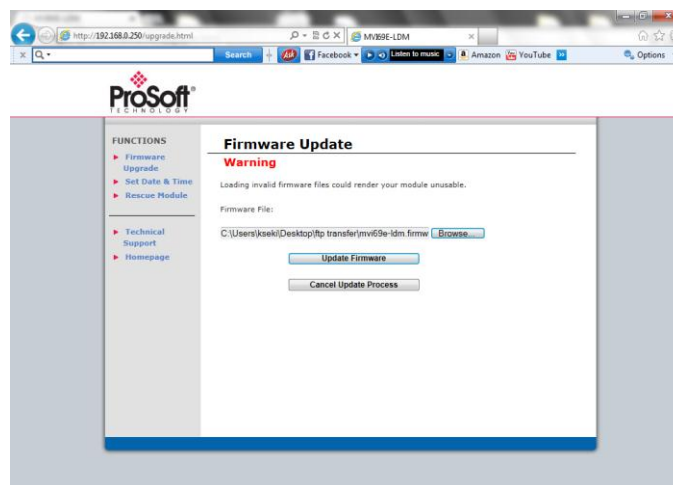 http://192.168.0.250/upgrade.html
MVI69E-LDM
Search
Facebook
Listen to music
Amazon
YouTube
Options
ProSoft®
TECHNOLOGY
FUNCTIONS
Firmware
Upgrade
Set Date & Time
Rescue Module
Technical
Support
Homepage
Firmware Update
Warning
Loading invalid firmware files could render your module unusable.
Firmware File:
C:\Users\kseki\Desktop\ftp transfer\mvi69e-ldm.firmw Browse...
Update Firmware
Cancel Update Process